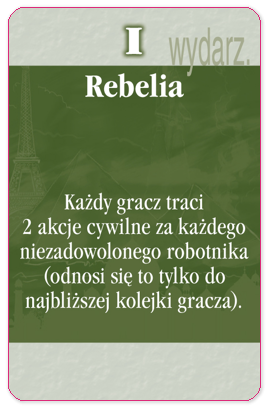 I
wydarz.
Rebelia
Każdy gracz traci
2 akcje cywilne za każdego
niezadowolonego robotnika
(odnosi się to tylko do
najbliższej kolejki gracza).